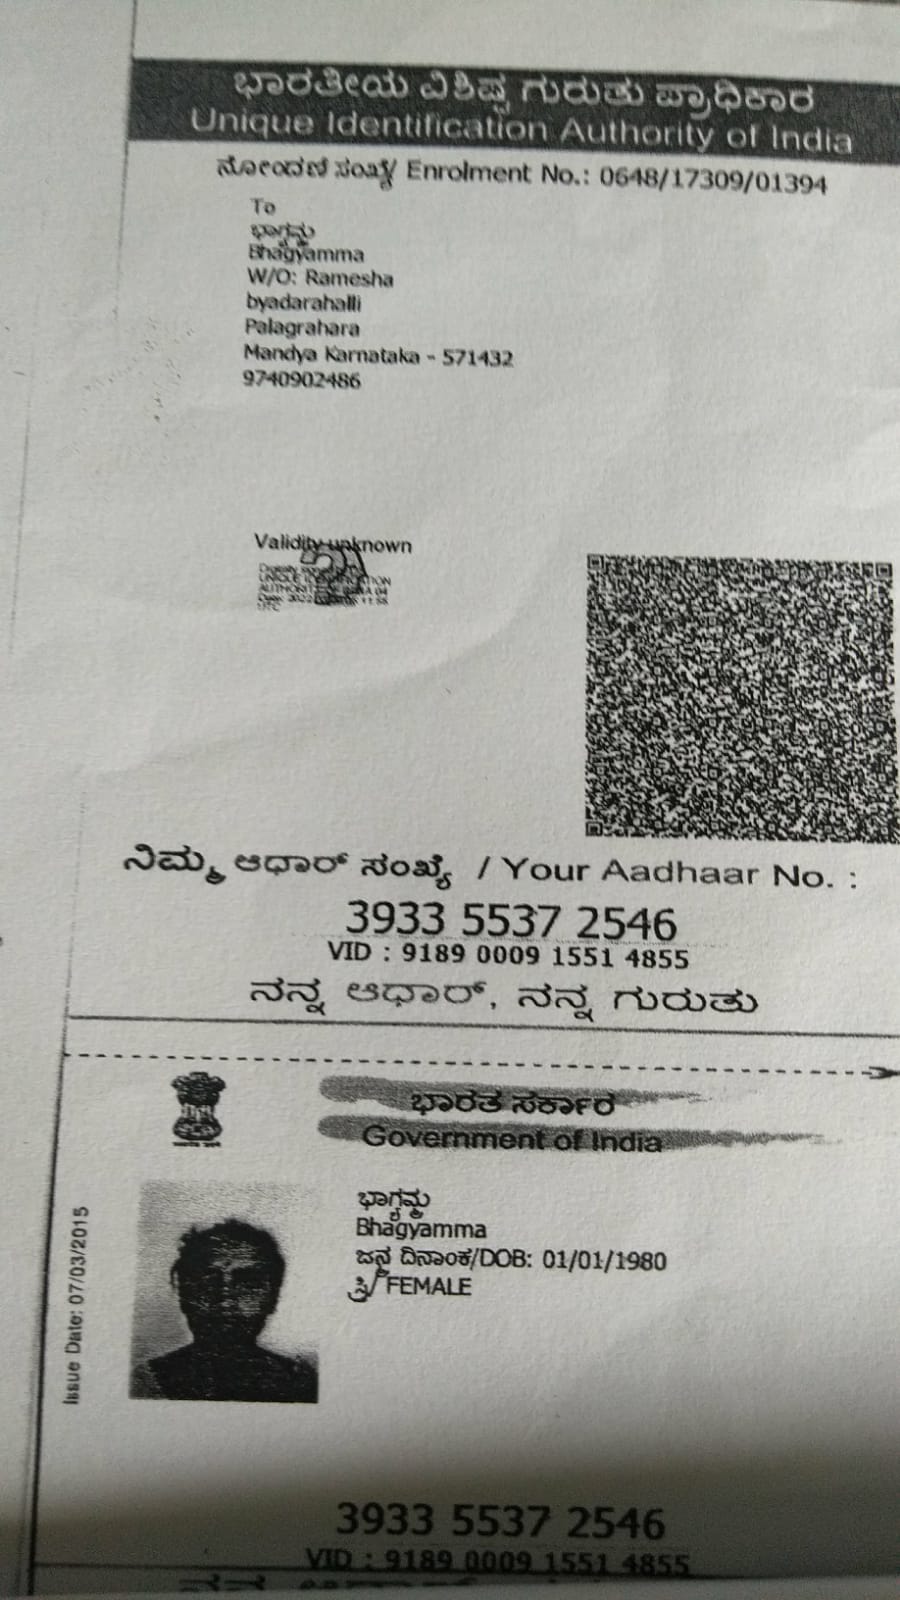 ಭಾರತೀಯ ವಿಶಿಷ್ಟ ಗುರುತು ಪ್ರಾಧಿಕಾರ
Unique Identification Authority of India
ನೋಂದಣಿ ಸಂಖ್ಯೆ/ Enrolment No.: 0648/17309/01394
To
ಭಾಗ್ಯಮ್ಮ
Bhagyamma
W/O: Ramesha
byadarahalli
Palagrahara
Mandya Karnataka - 571432
9740902486
Validity unknown
ನಿಮ್ಮ ಆಧಾರ್ ಸಂಖ್ಯೆ / Your Aadhaar No. :
3933 5537 2546
VID : 9189 0009 1551 4855
ನನ್ನ ಆಧಾರ್, ನನ್ನ ಗುರುತು
ಭಾರತ ಸರ್ಕಾರ
Government of India
Issue Date: 07/03/2015
ಭಾಗ್ಯಮ್ಮ
Bhagyamma
ಜನ್ಮ ದಿನಾಂಕ/DOB: 01/01/1980
ಸ್ತ್ರೀ/ FEMALE
3933 5537 2546
VID : 9189 0009 1551 4855